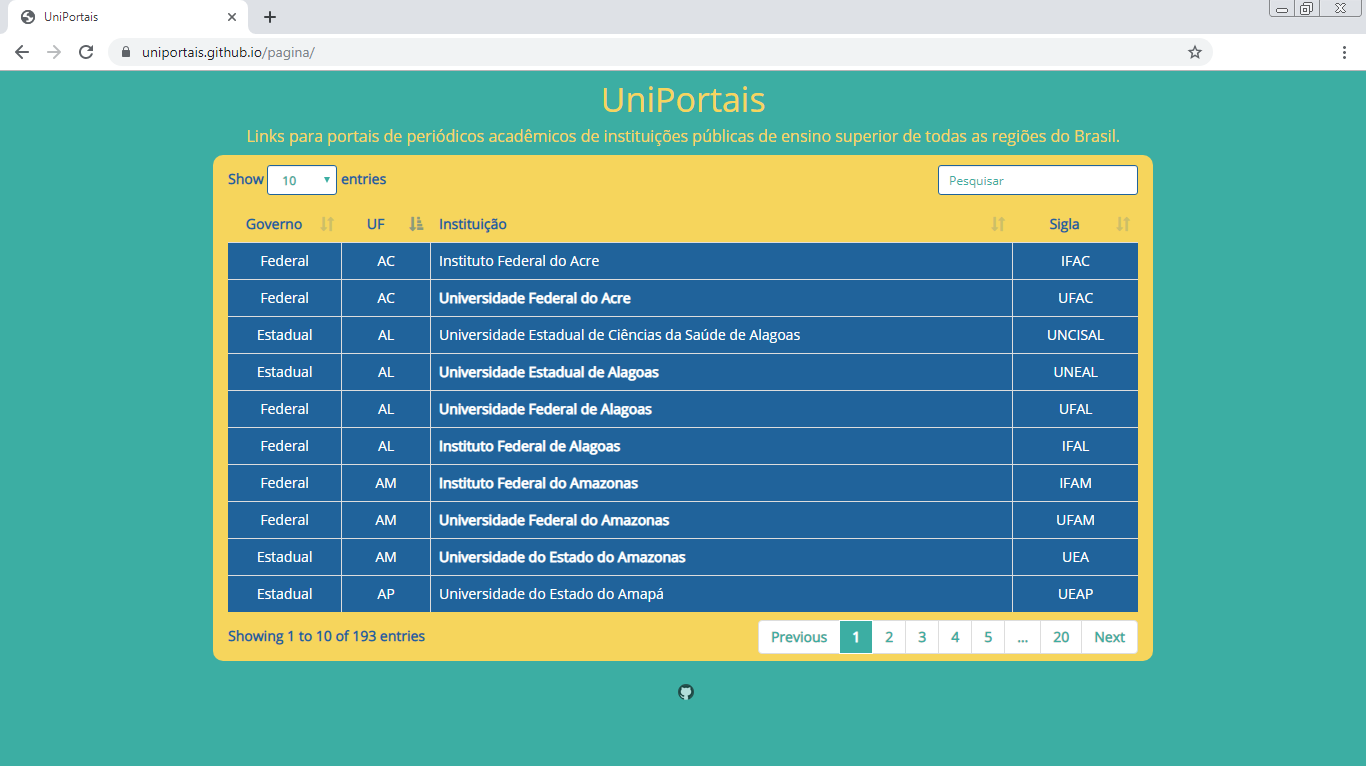 UniPortais
uniportais.github.io/pagina/
UniPortais
Links para portais de periódicos acadêmicos de instituições públicas de ensino superior de todas as regiões do Brasil.
Show 10 entries Pesquisar
Governo UF Instituição Sigla
Federal AC Instituto Federal do Acre IFAC
Federal AC Universidade Federal do Acre UFAC
Estadual AL Universidade Estadual de Ciências da Saúde de Alagoas UNCISAL
Estadual AL Universidade Estadual de Alagoas UNEAL
Federal AL Universidade Federal de Alagoas UFAL
Federal AL Instituto Federal de Alagoas IFAL
Federal AM Instituto Federal do Amazonas IFAM
Federal AM Universidade Federal do Amazonas UFAM
Estadual AM Universidade do Estado do Amazonas UEA
Estadual AP Universidade do Estado do Amapá UEAP
Showing 1 to 10 of 193 entries Previous 1 2 3 4 5 ... 20 Next